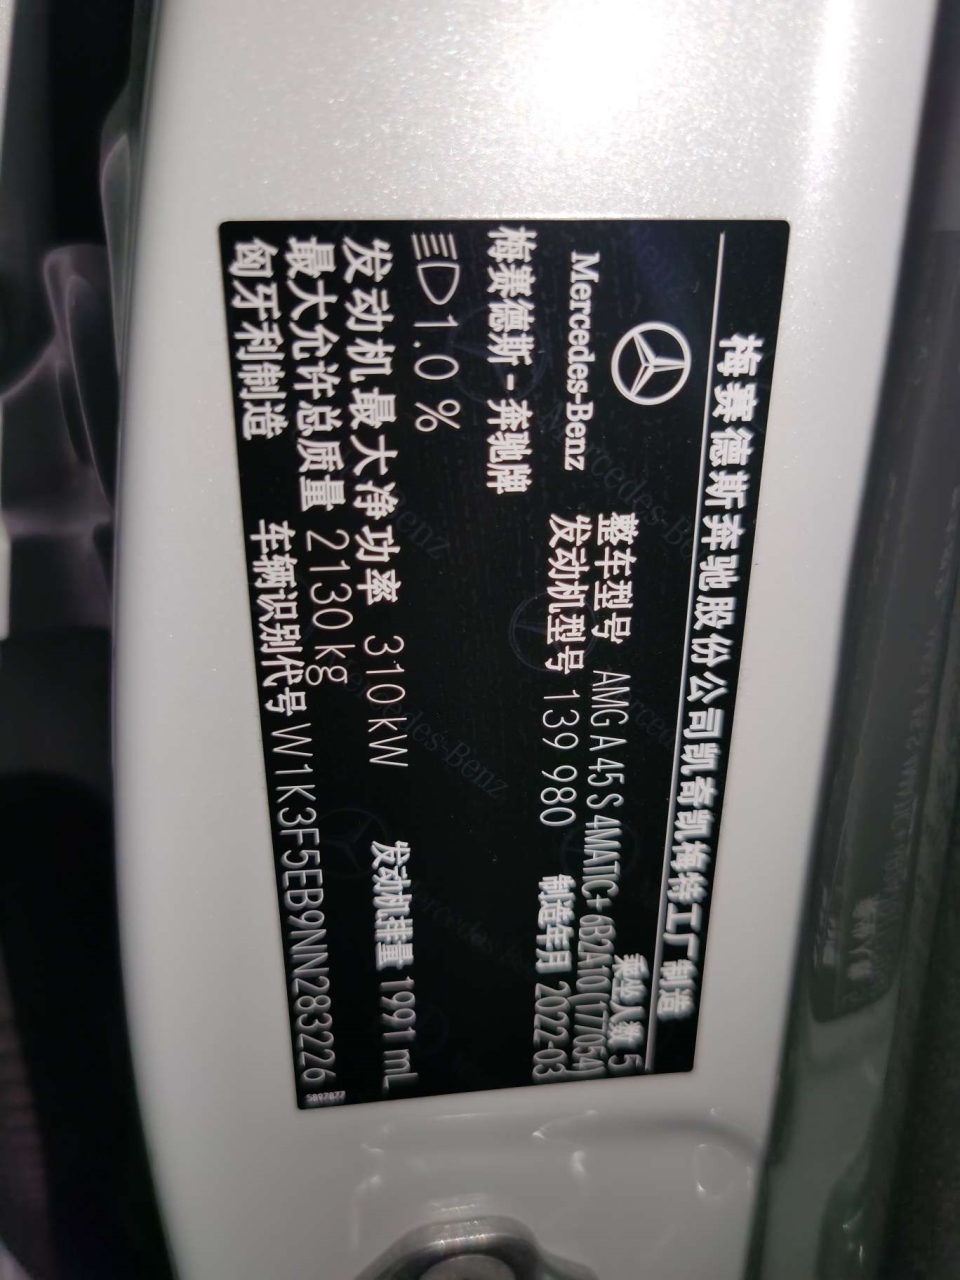 梅赛德斯奔驰股份公司凯奇凯梅特工厂制造
乘坐人数 5
Mercedes-Benz
整车型号 AMG A 45 S 4MATIC+ 6B2A10(177054
发动机型号 139 980
制造年月 2022-03
梅赛德斯-奔驰牌
1.0 %
发动机最大净功率 310 kW
发动机排量 1991 mL
最大允许总质量 2130 kg
匈牙利制造
车辆识别代号 W1K3F5EB9NN283226